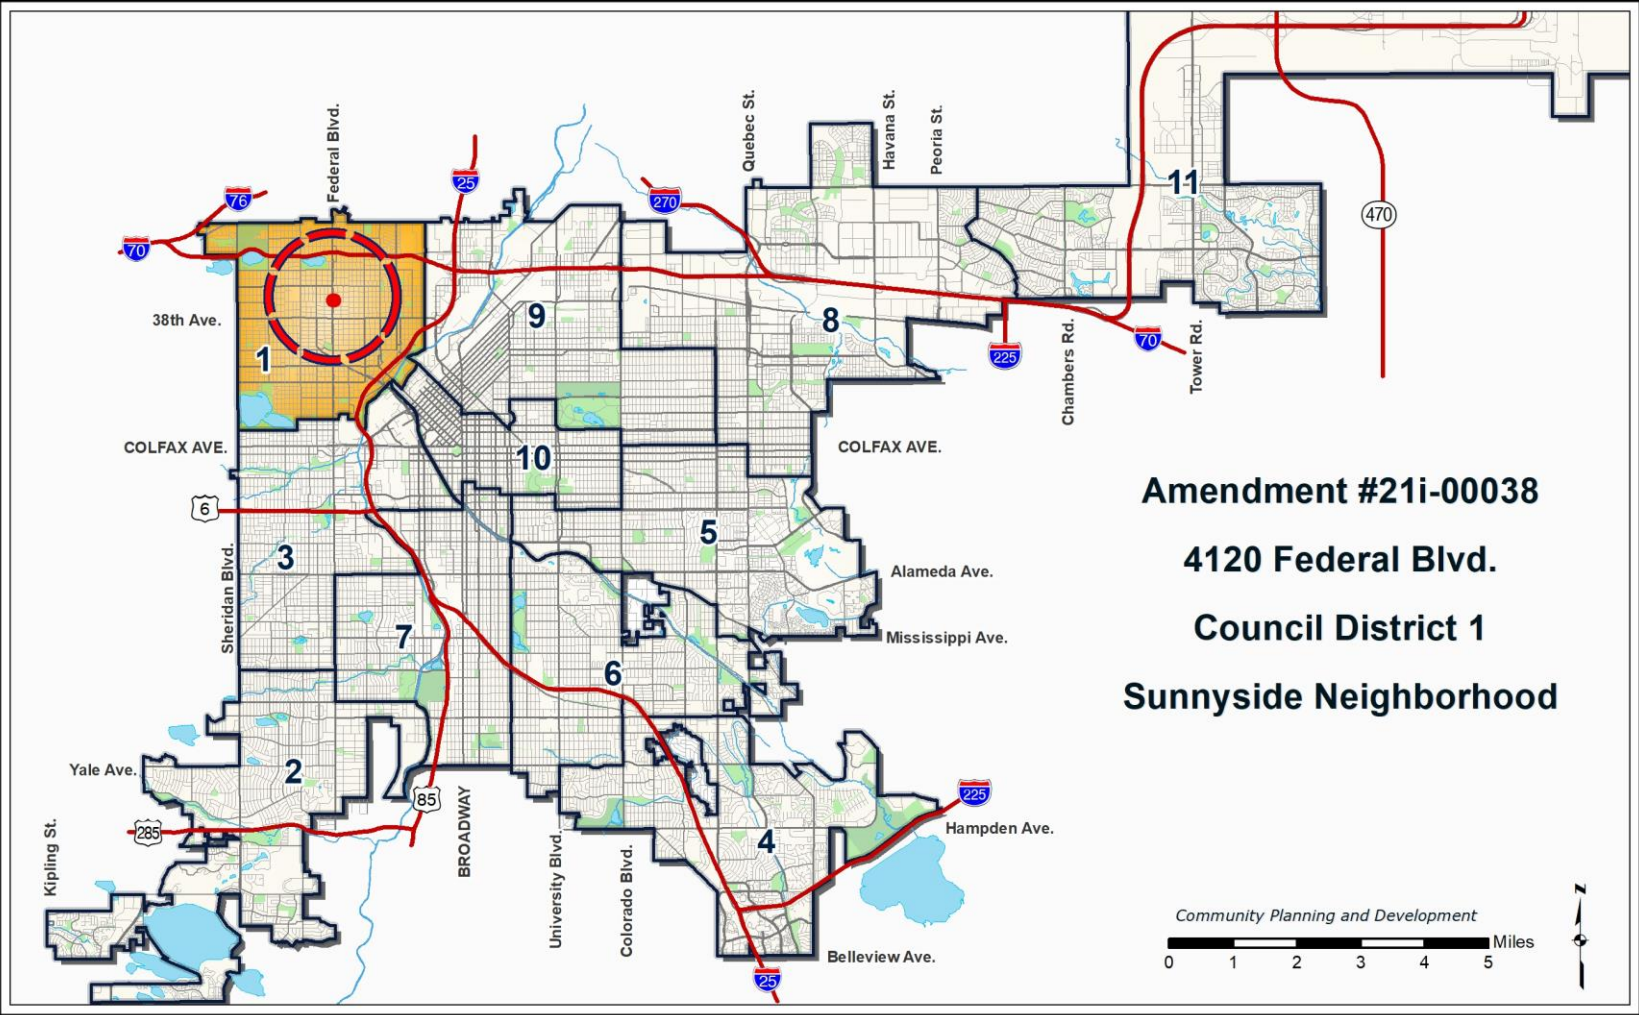 Federal Blvd.
Quebec St.
Havana St.
Peoria St.
76
25
270
11
470
70
38th Ave.
9
8
1
225
70
Chambers Rd.
Tower Rd.
COLFAX AVE.
10
COLFAX AVE.
6
5
3
Sheridan Blvd.
Alameda Ave.
7
Mississippi Ave.
6
Yale Ave.
2
85
BROADWAY
225
285
Hampden Ave.
4
Kipling St.
University Blvd.
Colorado Blvd.
Belleview Ave.
25
Amendment #21i-00038
4120 Federal Blvd.
Council District 1
Sunnyside Neighborhood
Community Planning and Development
Miles
0 1 2 3 4 5
N